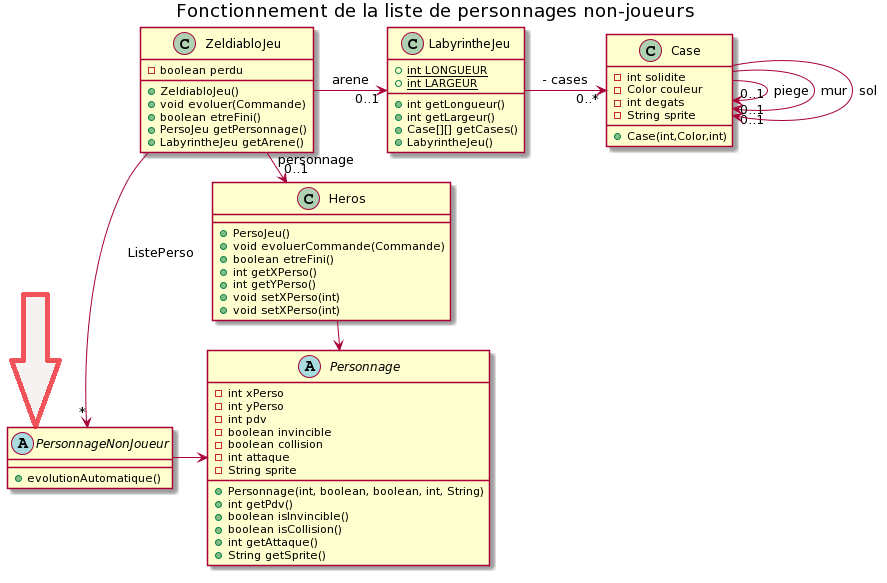 Fonctionnement de la liste de personnages non-joueurs
C ZeldiabloJeu
boolean perdu
ZeldiabloJeu()
void evoluer(Commande)
boolean etreFini()
PersoJeu getPersonnage()
LabyrintheJeu getArene()
arene
0..1
C LabyrintheJeu
int LONGUEUR
int LARGEUR
int getLongueur()
int getLargeur()
Case[][] getCases()
LabyrintheJeu()
- cases
0..*
C Case
int solidite
Color couleur
int degats
String sprite
Case(int,Color,int)
0..1
piege
0..1
mur
0..1
sol
personnage
0..1
C Heros
PersoJeu()
void evoluerCommande(Commande)
boolean etreFini()
int getXPerso()
int getYPerso()
void setXPerso(int)
void setXPerso(int)
ListePerso
*
A PersonnageNonJoueur
evolutionAutomatique()
A Personnage
int xPerso
int yPerso
int pdv
boolean invincible
boolean collision
int attaque
String sprite
Personnage(int, boolean, boolean, int, String)
int getPdv()
boolean isInvincible()
boolean isCollision()
int getAttaque()
String getSprite()